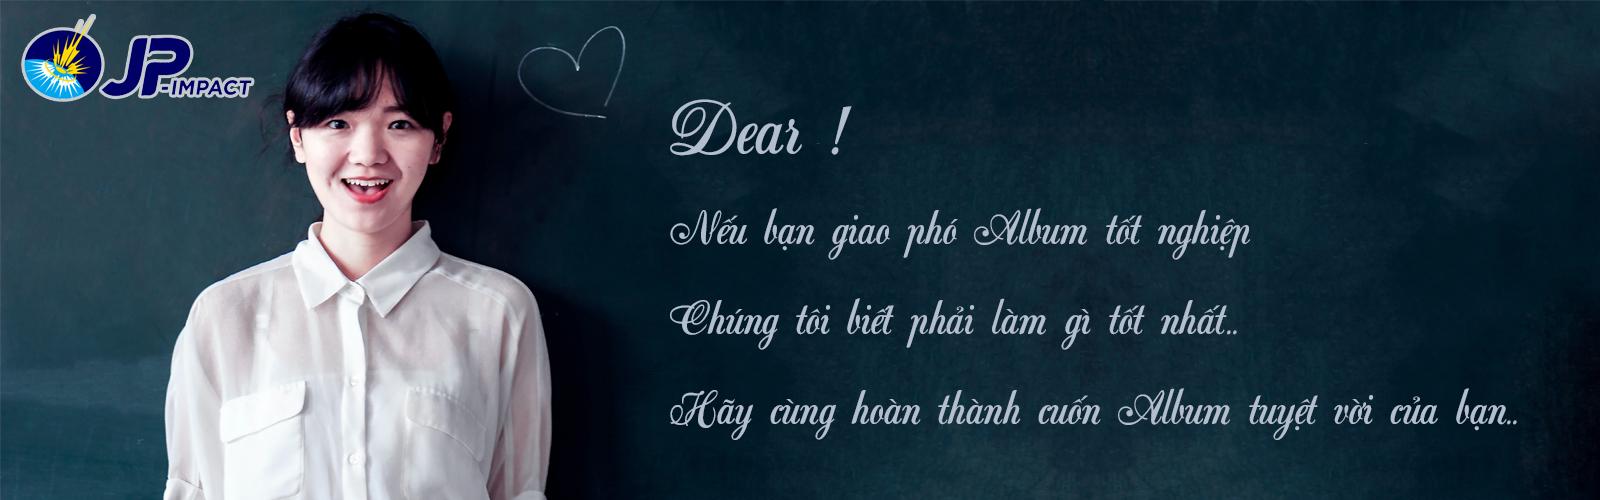 JP-IMPACT
Dear !
Nếu bạn giao phó Album tốt nghiệp
Chúng tôi biết phải làm gì tốt nhất..
Hãy cùng hoàn thành cuốn Album tuyệt vời của bạn..